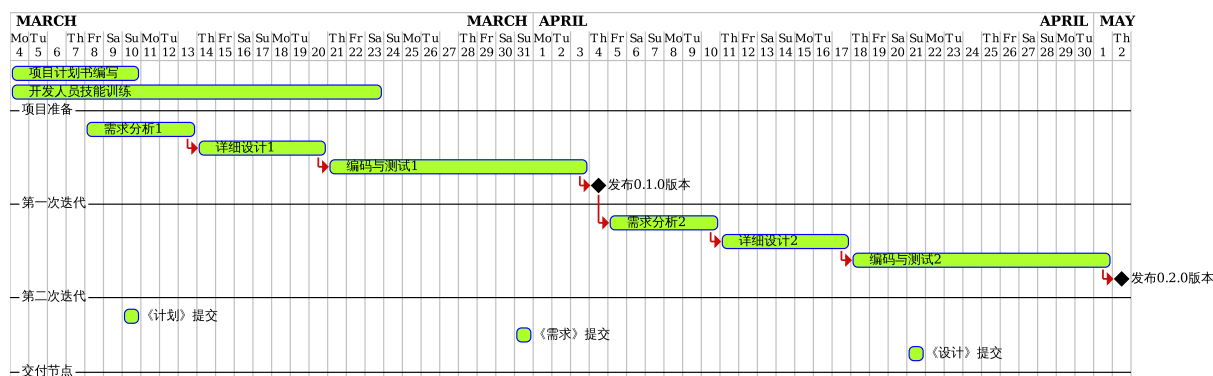 MARCH MARCH APRIL APRIL MAY
Mo Tu Th Fr Sa Su Mo Tu Th Fr Sa Su Mo Tu Th Fr Sa Su Mo Tu Th Fr Sa Su Mo Tu Th Fr Sa Su Mo Tu Th Fr Sa Su Mo Tu Th Fr Sa Su Mo Tu Th Fr Sa Su Mo Tu Th
4 5 6 7 8 9 10 11 12 13 14 15 16 17 18 19 20 21 22 23 24 25 26 27 28 29 30 31 1 2 3 4 5 6 7 8 9 10 11 12 13 14 15 16 17 18 19 20 21 22 23 24 25 26 27 28 29 30 1 2
项目计划书编写
开发人员技能训练
项目准备
需求分析1
详细设计1
编码与测试1
发布0.1.0版本
第一次迭代
需求分析2
详细设计2
编码与测试2
发布0.2.0版本
第二次迭代
《计划》提交
《需求》提交
《设计》提交
交付节点